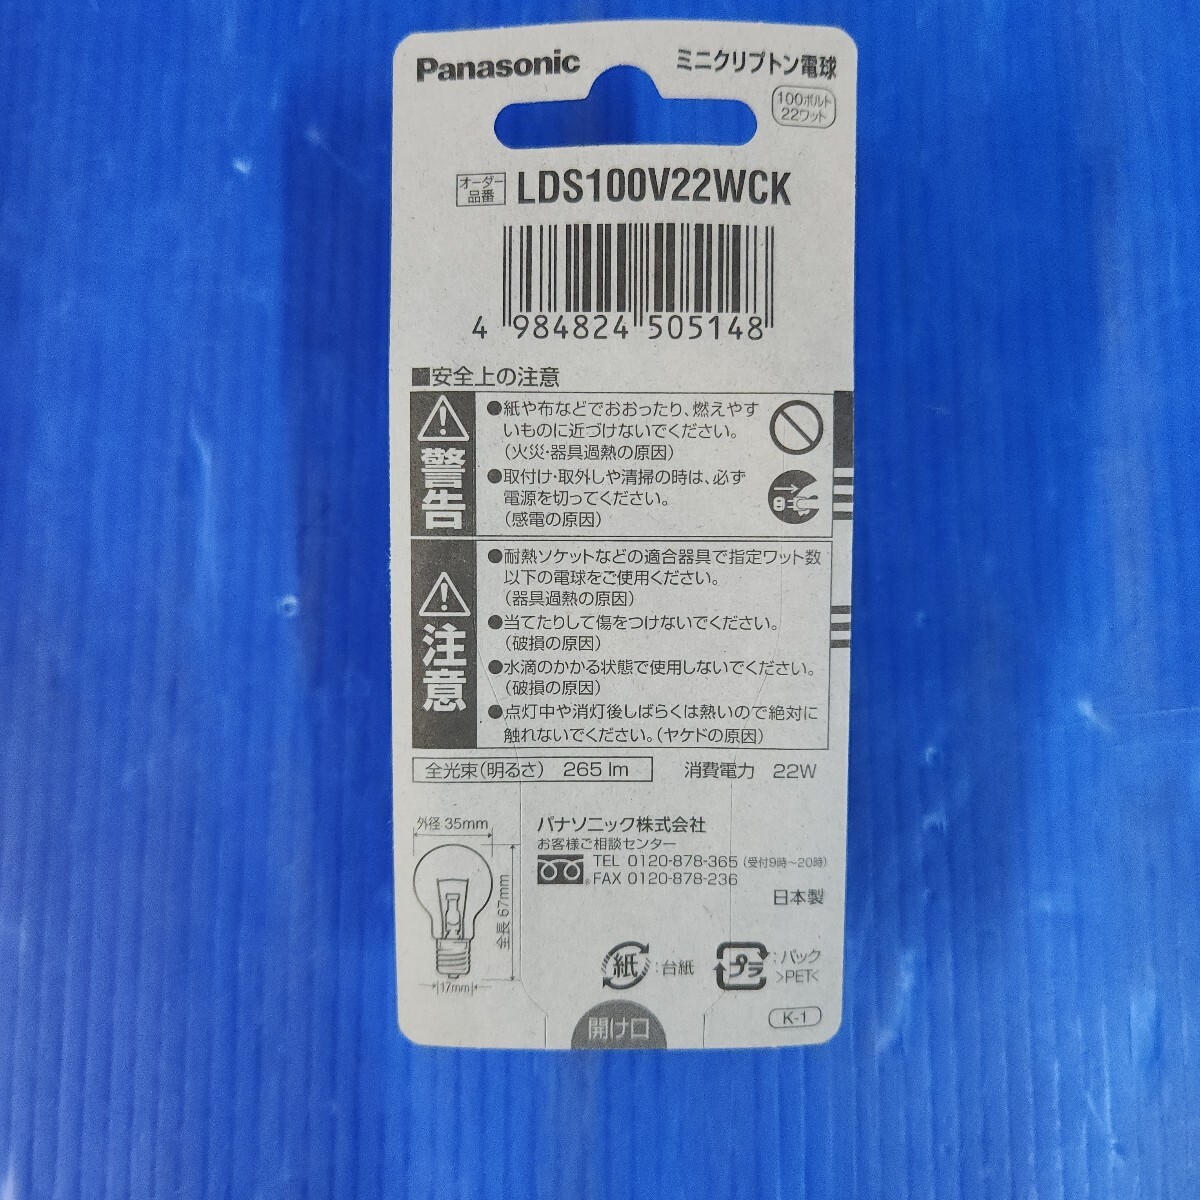 Panasonic
ミニクリプトン電球
100ボルト
22ワット
オーダー
品番
LDS100V22WCK
4 984824 505148
■安全上の注意
警告
●紙や布などでおおったり、燃えやす
いものに近づけないでください。
(火災・器具過熱の原因)
●取付け・取外しや清掃の時は、必ず
電源を切ってください。
(感電の原因)
注意
●耐熱ソケットなどの適合器具で指定ワット数
以下の電球をご使用ください。
(器具過熱の原因)
●当てたりして傷をつけないでください。
(破損の原因)
●水滴のかかる状態で使用しないでください。
(破損の原因)
●点灯中や消灯後しばらくは熱いので絶対に
触れないでください。(ヤケドの原因)
全光束(明るさ) 265 lm
消費電力 22W
外径 35mm
全長 67mm
17mm
パナソニック株式会社
お客様ご相談センター
TEL 0120-878-365 (受付9時～20時)
FAX 0120-878-236
日本製
紙:台紙
プラ:パック
>PET<
開け口
K-1